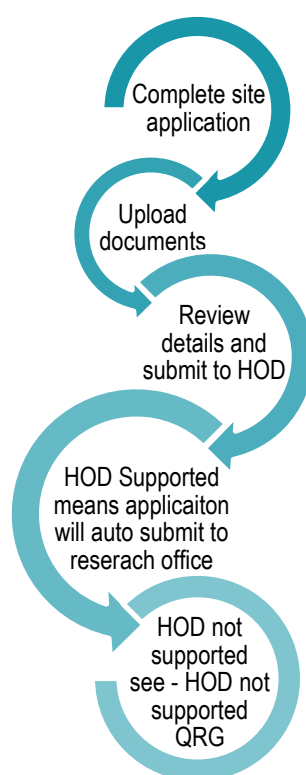 Complete site
application
Upload
documents
Review
details and
submit to HOD
HOD Supported
means applicaiton
will auto submit to
reserach office
HOD not
supported
see - HOD not
supported
QRG